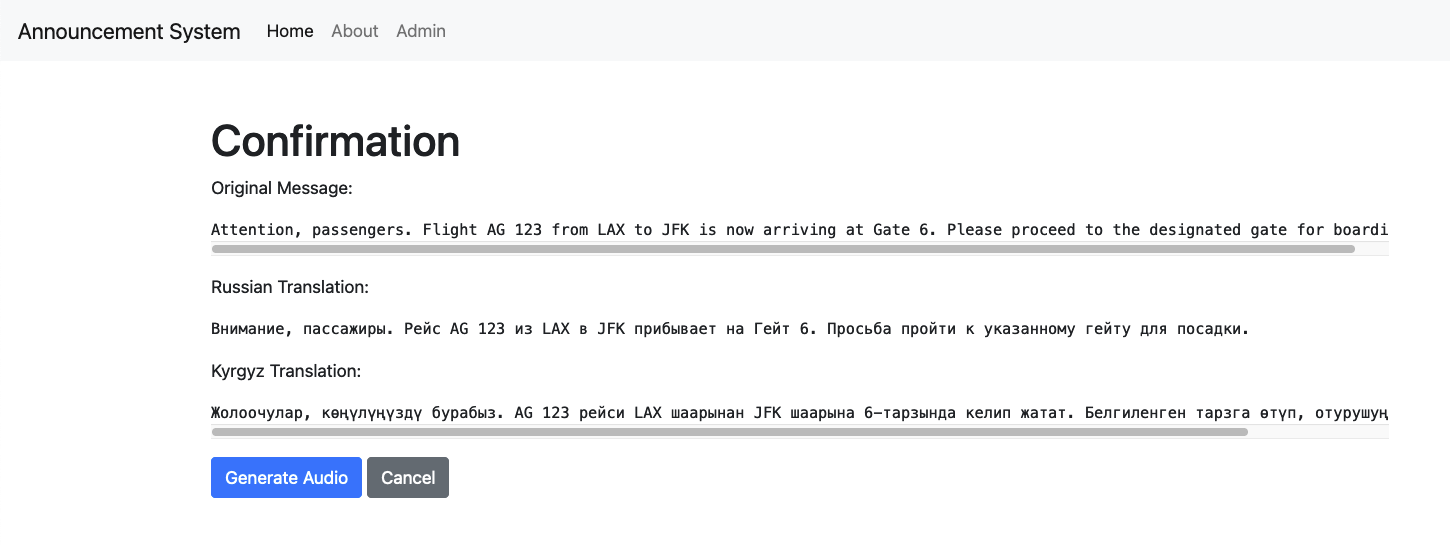 Announcement System Home About Admin
Confirmation
Original Message:
Attention, passengers. Flight AG 123 from LAX to JFK is now arriving at Gate 6. Please proceed to the designated gate for boardi
Russian Translation:
Внимание, пассажиры. Рейс AG 123 из LAX в JFK прибывает на Гейт 6. Просьба пройти к указанному гейту для посадки.
Kyrgyz Translation:
Жолоочулар, көңүлүңүздү бурабыз. AG 123 рейси LAX шаарынан JFK шаарына 6-тарзында келип жатат. Белгиленген тарзга өтүп, отурушуң
Generate Audio Cancel